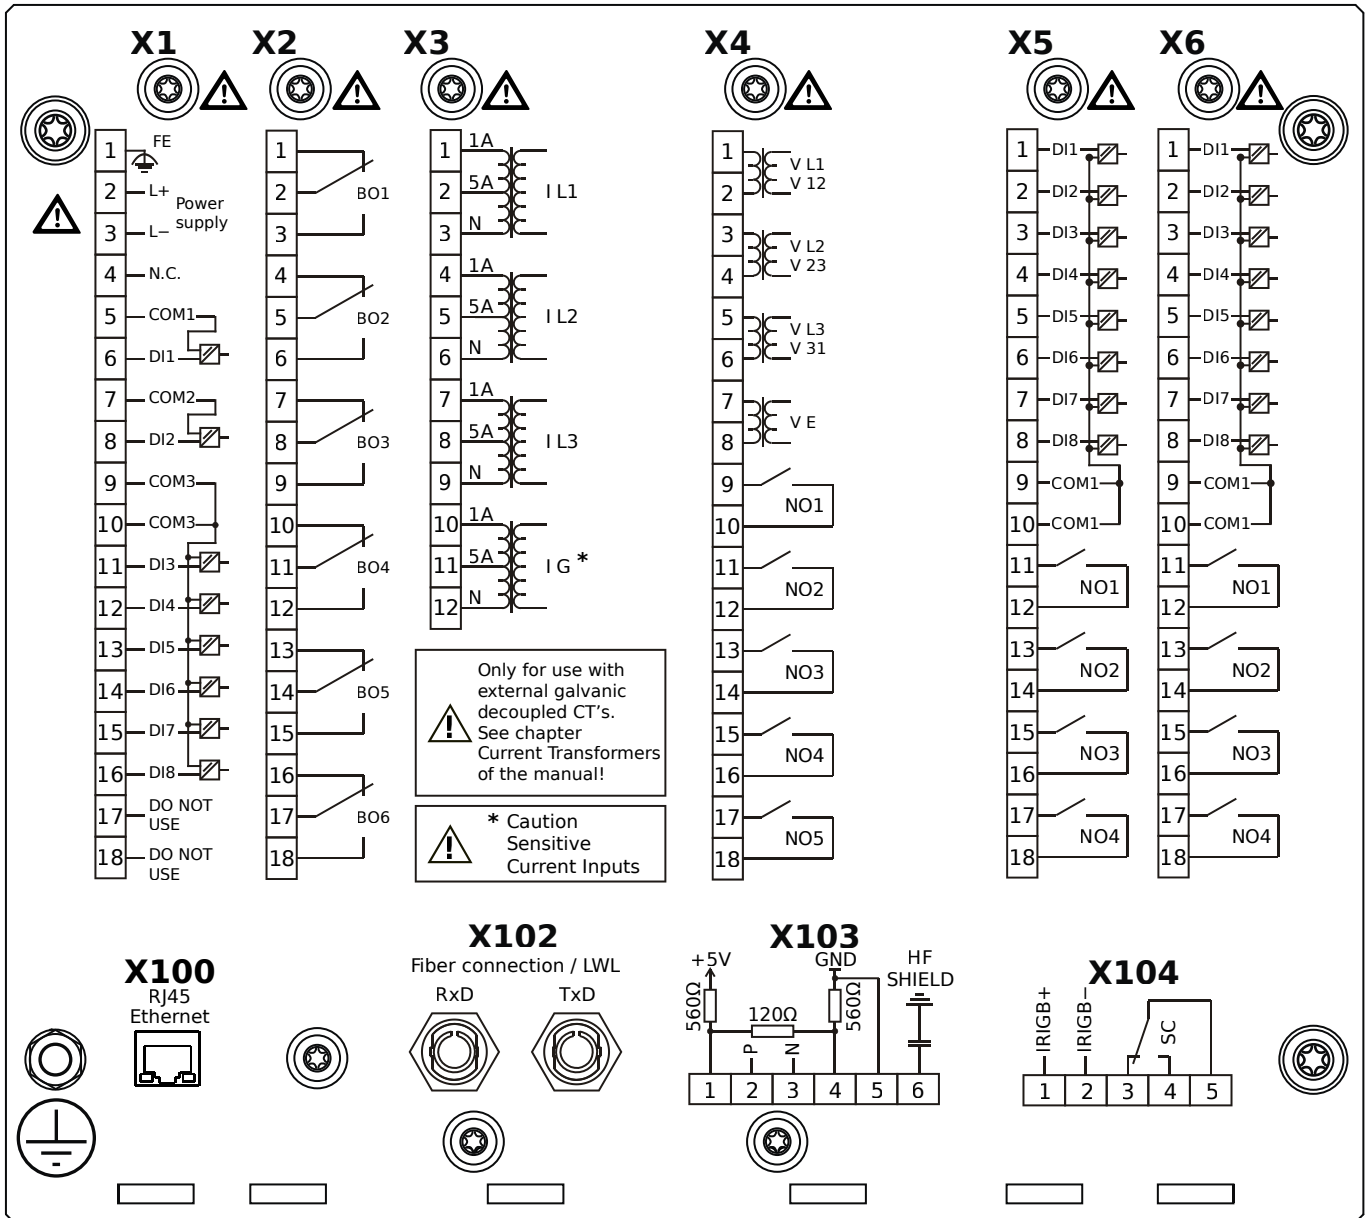 X1
X2
X3
X4
X5
X6
1
FE
2
L+
Power
supply
3
L−
4
N.C.
5
COM1
6
DI1
7
COM2
8
DI2
9
COM3
10
COM3
11
DI3
12
DI4
13
DI5
14
DI6
15
DI7
16
DI8
17
DO NOT
USE
18
DO NOT
USE
1
2
BO1
3
4
5
BO2
6
7
8
BO3
9
10
11
BO4
12
13
14
BO5
15
16
17
BO6
18
1
1A
2
5A
I L1
3
N
4
1A
5
5A
I L2
6
N
7
1A
8
5A
I L3
9
N
10
1A
11
5A
I G *
12
N
Only for use with
external galvanic
decoupled CT's.
See chapter
Current Transformers
of the manual!
* Caution
Sensitive
Current Inputs
1
V L1
V 12
2
3
V L2
V 23
4
5
V L3
V 31
6
7
V E
8
9
NO1
10
11
NO2
12
13
NO3
14
15
NO4
16
17
NO5
18
1
DI1
2
DI2
3
DI3
4
DI4
5
DI5
6
DI6
7
DI7
8
DI8
9
COM1
10
COM1
11
NO1
12
13
NO2
14
15
NO3
16
17
NO4
18
1
DI1
2
DI2
3
DI3
4
DI4
5
DI5
6
DI6
7
DI7
8
DI8
9
COM1
10
COM1
11
NO1
12
13
NO2
14
15
NO3
16
17
NO4
18
X100
RJ45
Ethernet
X102
Fiber connection / LWL
RxD
TxD
X103
+5V
GND
HF
SHIELD
560Ω
120Ω
560Ω
P
N
1
2
3
4
5
6
X104
IRIGB+
IRIGB−
SC
1
2
3
4
5